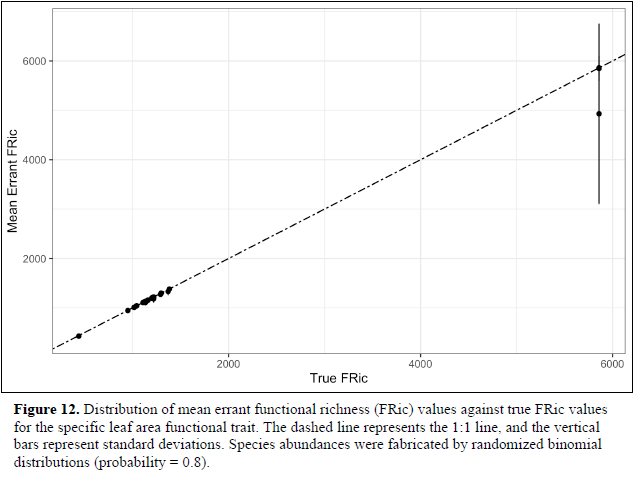 6000
4000
2000
Mean Errant FRic
2000 4000 6000
True FRic
Figure 12. Distribution of mean errant functional richness (FRic) values against true FRic values
for the specific leaf area functional trait. The dashed line represents the 1:1 line, and the vertical
bars represent standard deviations. Species abundances were fabricated by randomized binomial
distributions (probability = 0.8).